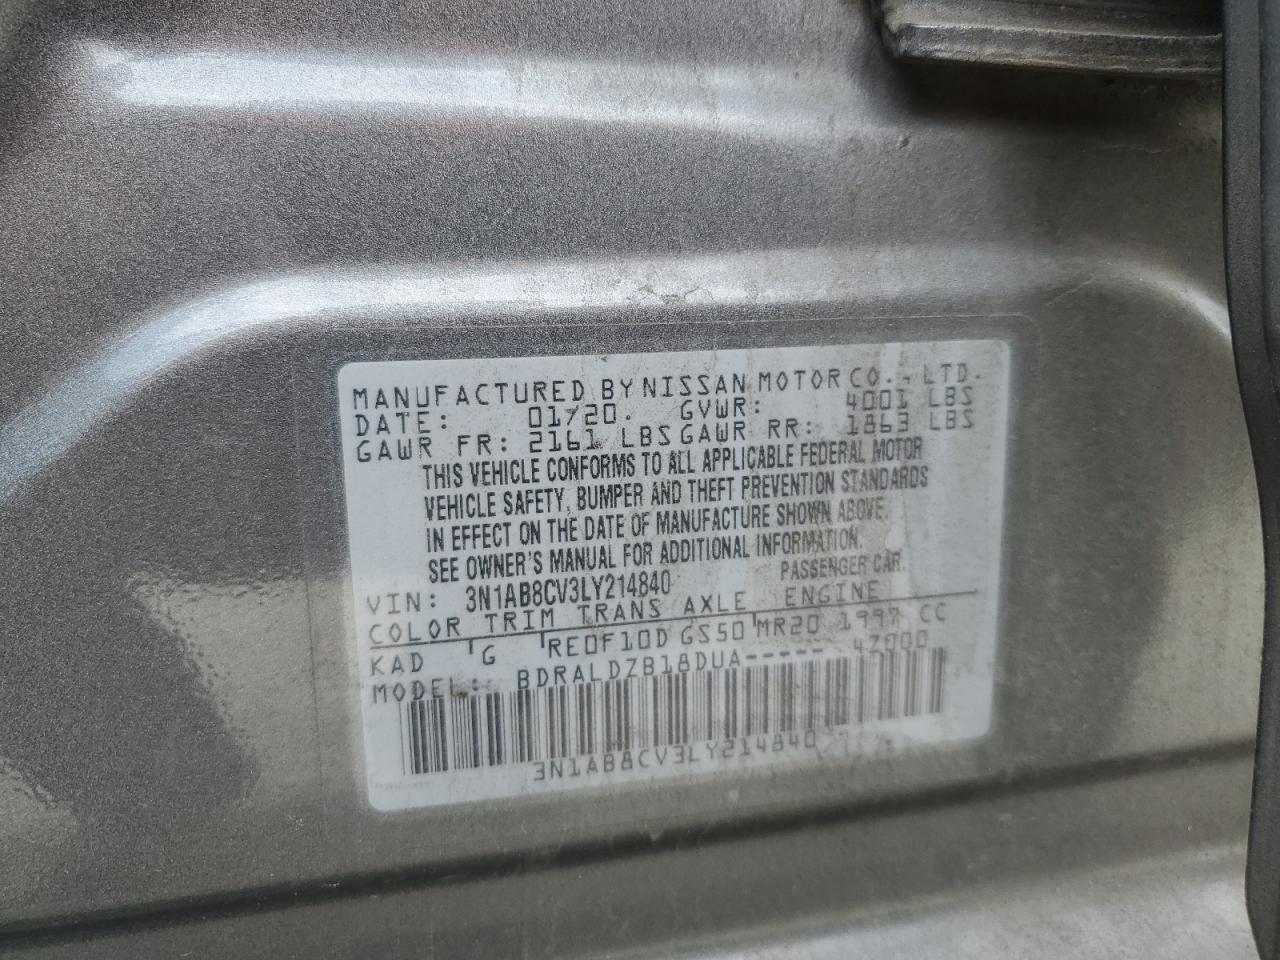 MANUFACTURED BY NISSAN MOTOR CO., LTD.
DATE: 01/20. GVWR: 4001 LBS
GAWR FR: 2161 LBS GAWR RR: 1863 LBS
THIS VEHICLE CONFORMS TO ALL APPLICABLE FEDERAL MOTOR
VEHICLE SAFETY, BUMPER AND THEFT PREVENTION STANDARDS
IN EFFECT ON THE DATE OF MANUFACTURE SHOWN ABOVE.
SEE OWNER'S MANUAL FOR ADDITIONAL INFORMATION.
VIN: 3N1AB8CV3LY214840 PASSENGER CAR.
COLOR TRIM TRANS AXLE ENGINE
KAD G RE0F10D GS50 MR20 1997 CC
MODEL: BDRALDZB18DUA----- 4Z000
3N1AB8CV3LY214840